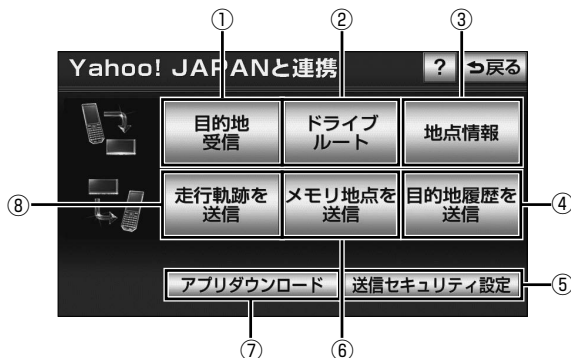 ① ② ③
Yahoo! JAPANと連携 ? 戻る
目的地
受信
ドライブ
ルート
地点情報
⑧
走行軌跡を
送信
メモリ地点を
送信
目的地履歴を
送信
④
アプリダウンロード 送信セキュリティ設定 ⑤
⑦ ⑥